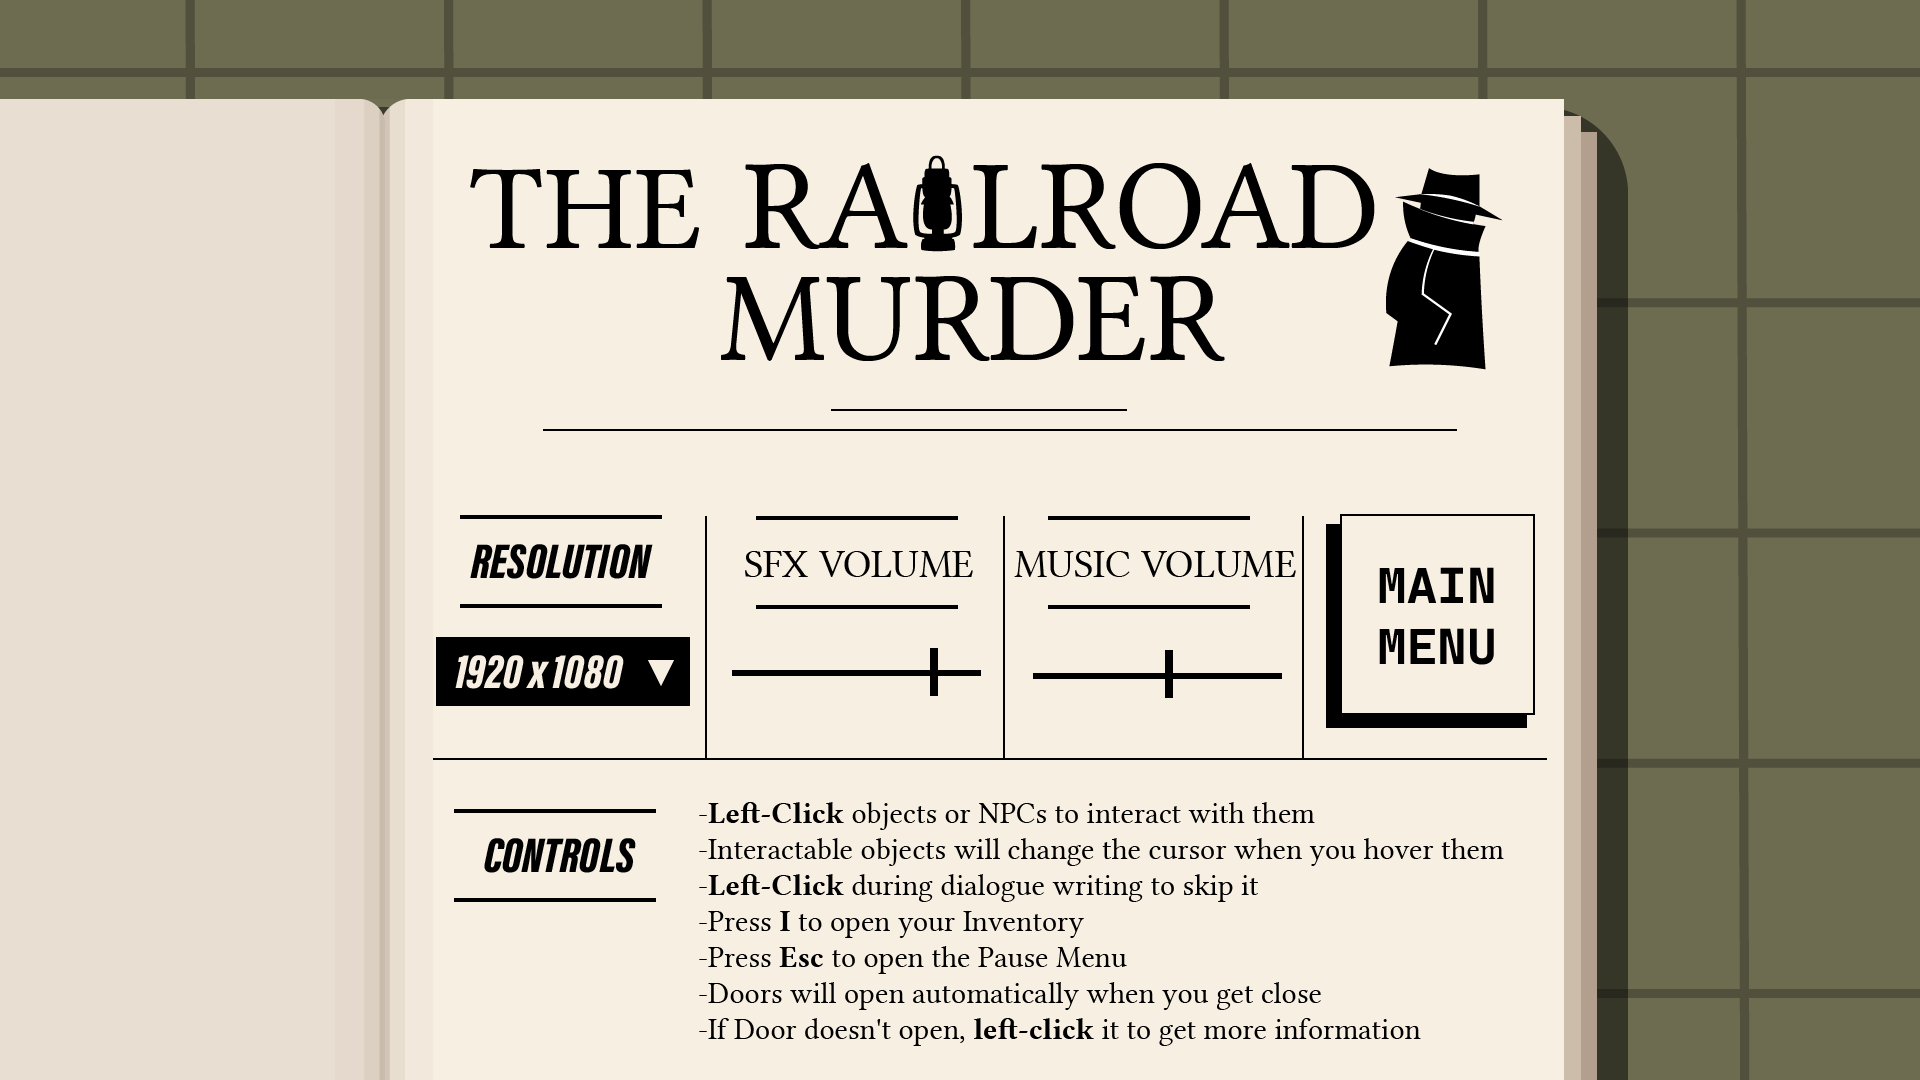 THE RAILROAD
MURDER
RESOLUTION
SFX VOLUME
MUSIC VOLUME
MAIN
MENU
1920 x 1080
CONTROLS
-Left-Click objects or NPCs to interact with them
-Interactable objects will change the cursor when you hover them
-Left-Click during dialogue writing to skip it
-Press I to open your Inventory
-Press Esc to open the Pause Menu
-Doors will open automatically when you get close
-If Door doesn't open, left-click it to get more information